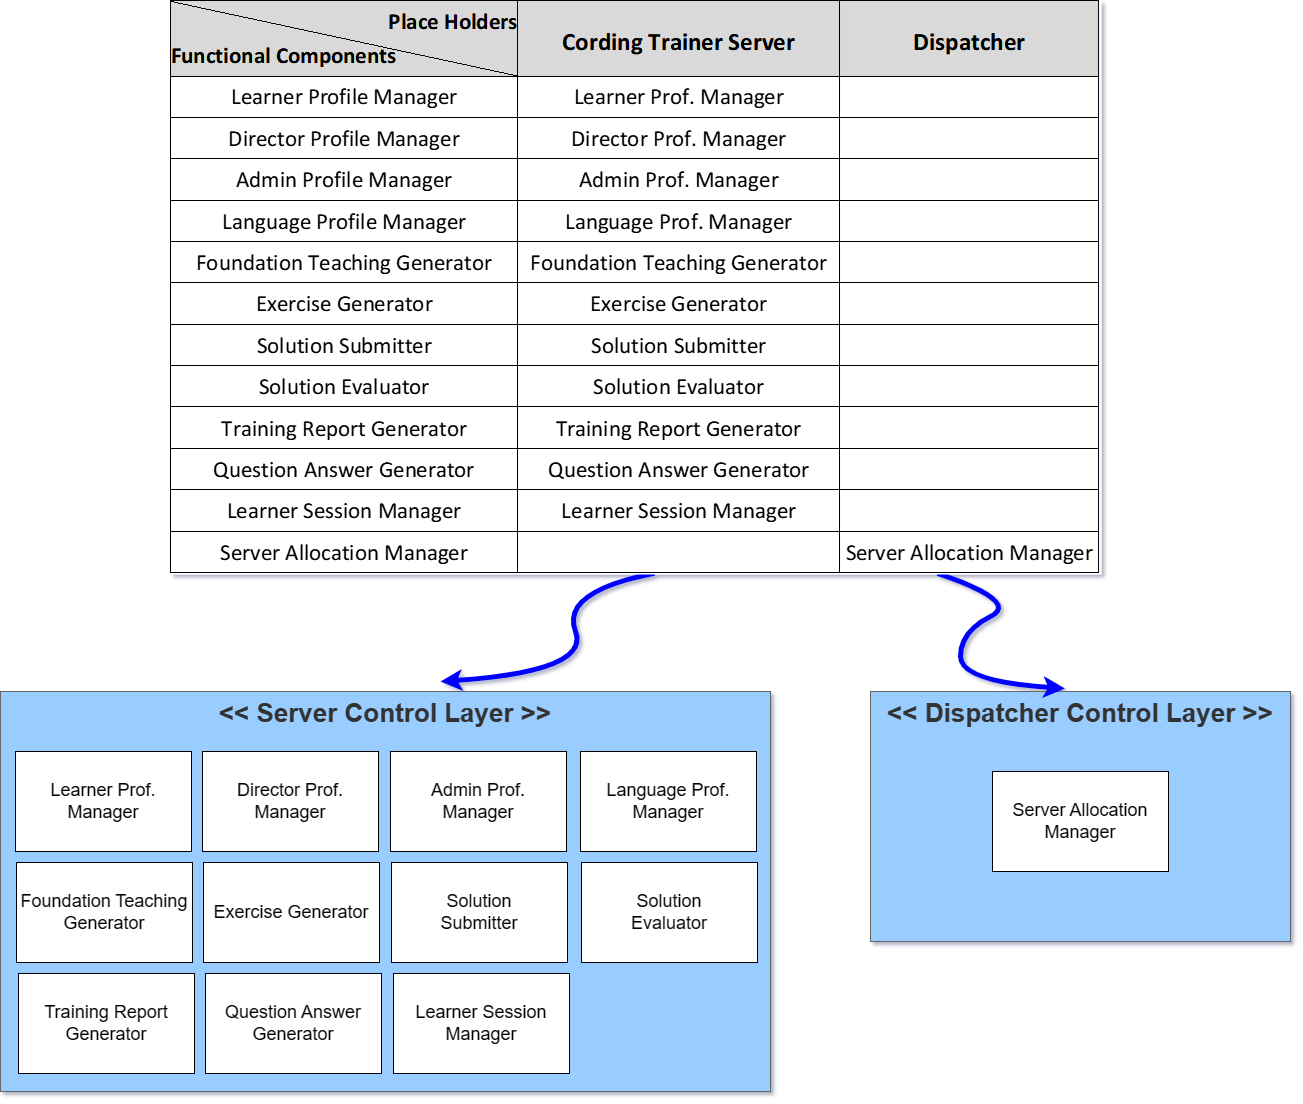 Place Holders
Functional Components
Cording Trainer Server
Dispatcher
Learner Profile Manager
Learner Prof. Manager
Director Profile Manager
Director Prof. Manager
Admin Profile Manager
Admin Prof. Manager
Language Profile Manager
Language Prof. Manager
Foundation Teaching Generator
Foundation Teaching Generator
Exercise Generator
Exercise Generator
Solution Submitter
Solution Submitter
Solution Evaluator
Solution Evaluator
Training Report Generator
Training Report Generator
Question Answer Generator
Question Answer Generator
Learner Session Manager
Learner Session Manager
Server Allocation Manager
Server Allocation Manager
<< Server Control Layer >>
Learner Prof.
Manager
Director Prof.
Manager
Admin Prof.
Manager
Language Prof.
Manager
Foundation Teaching
Generator
Exercise Generator
Solution
Submitter
Solution
Evaluator
Training Report
Generator
Question Answer
Generator
Learner Session
Manager
<< Dispatcher Control Layer >>
Server Allocation
Manager